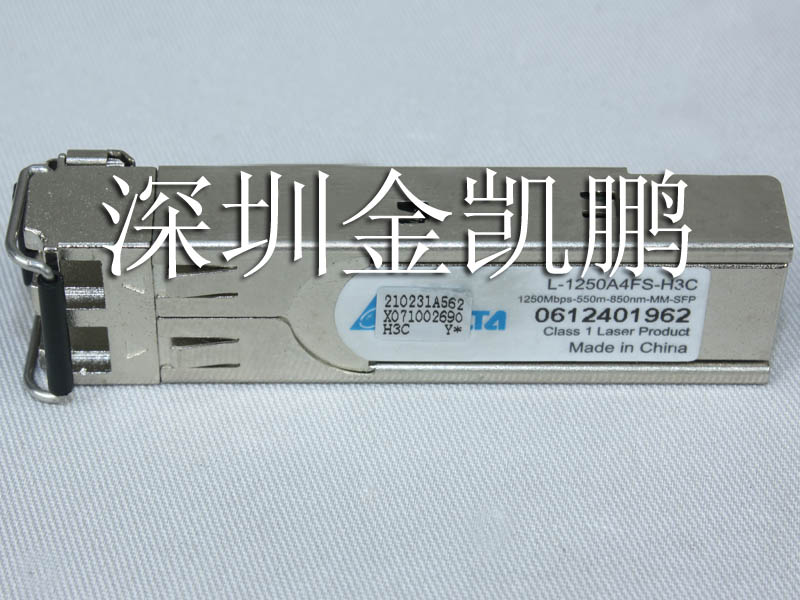 深圳金凯鹏
L-1250A4FS-H3C
1250Mbps-550m-850nm-MM-SFP
0612401962
Class 1 Laser Product
Made in China
210231A562
X071002690
H3C Y*
LTA